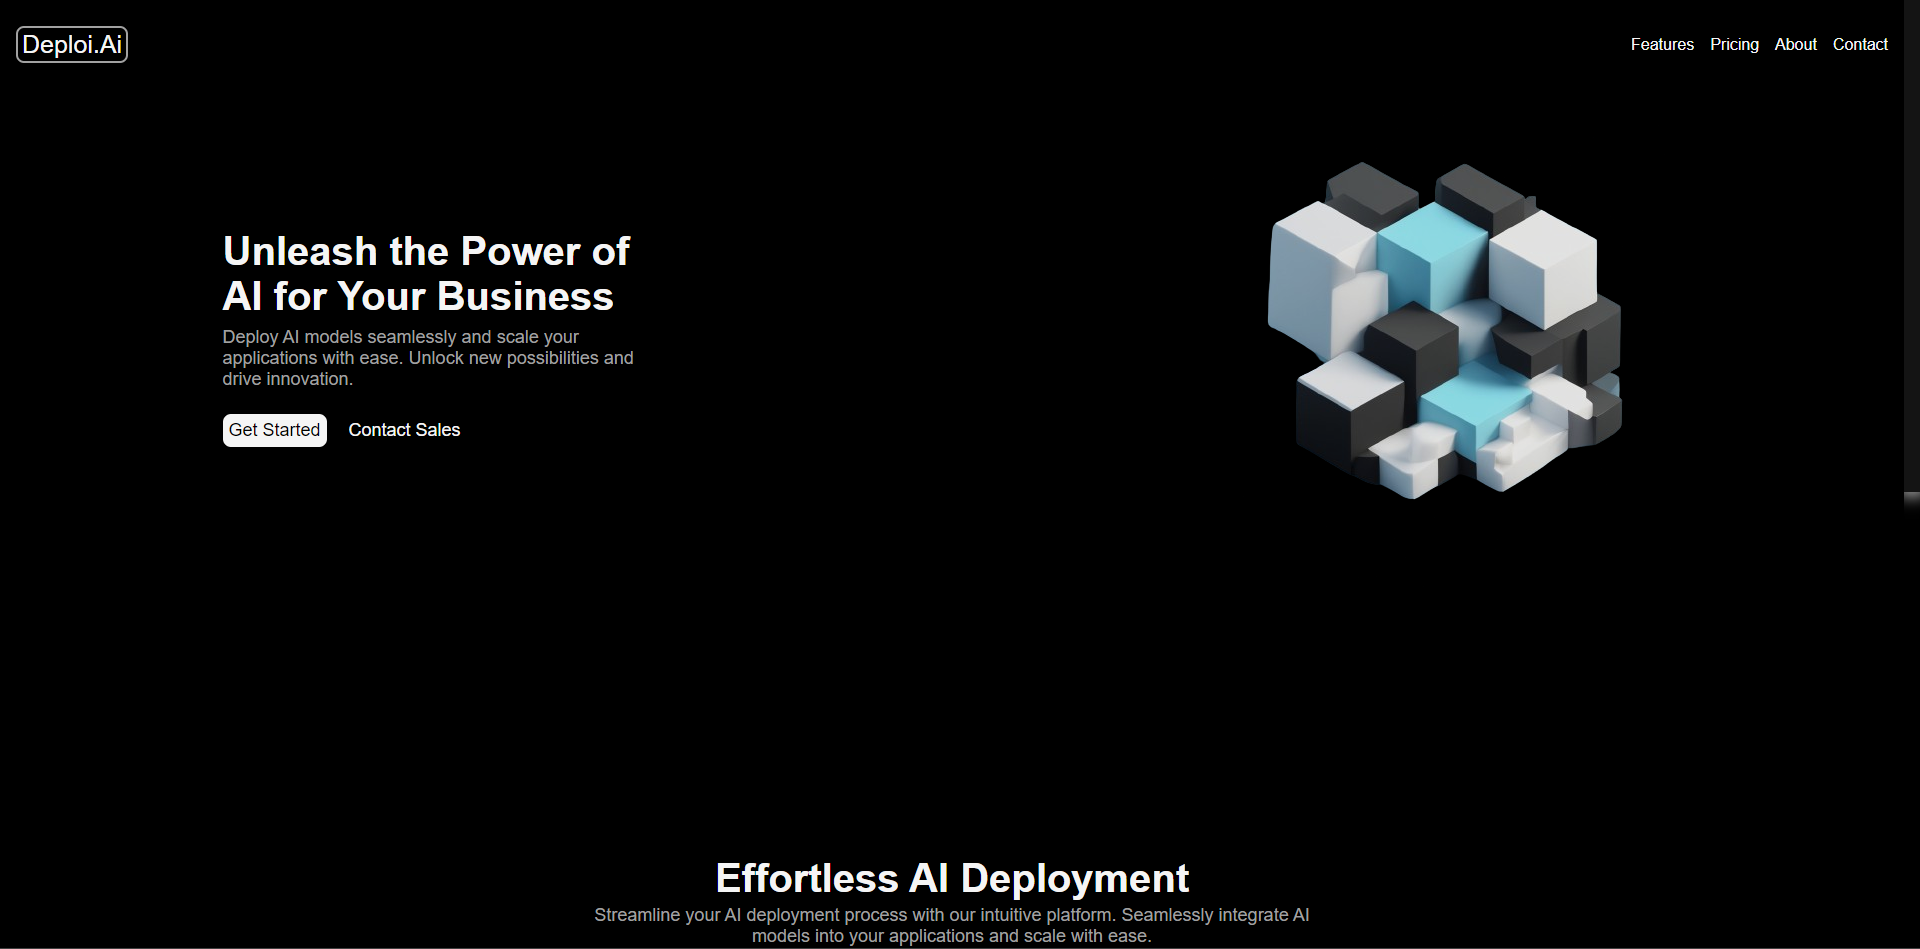 Deploi.Ai
Features Pricing About Contact
Unleash the Power of
AI for Your Business
Deploy AI models seamlessly and scale your
applications with ease. Unlock new possibilities and
drive innovation.
Get Started Contact Sales
Effortless AI Deployment
Streamline your AI deployment process with our intuitive platform. Seamlessly integrate AI
models into your applications and scale with ease.